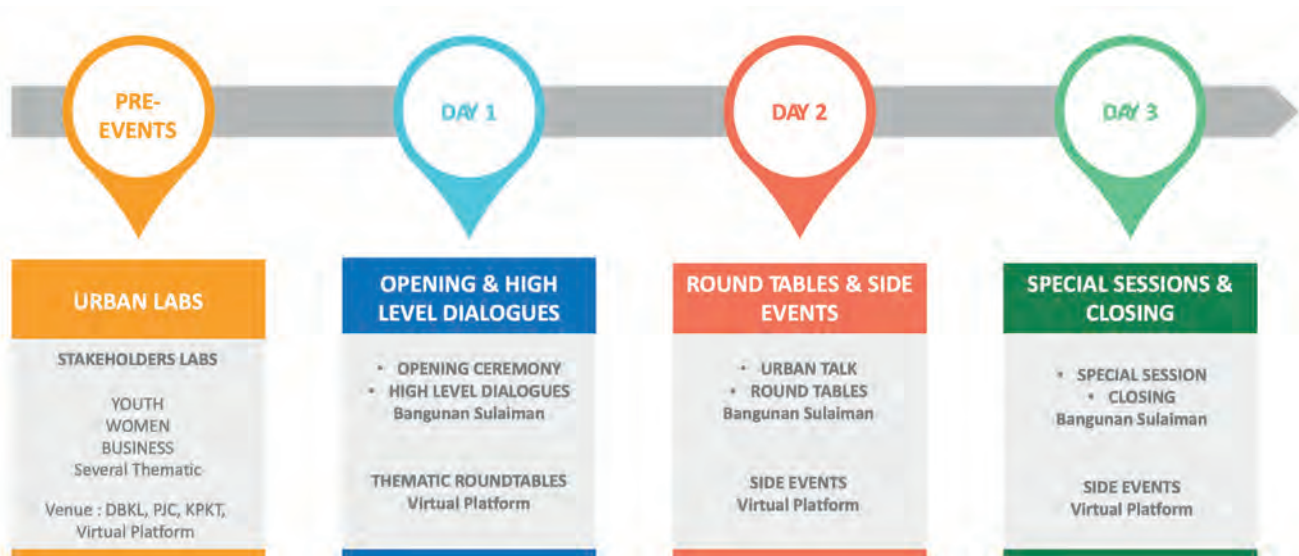 PRE-
EVENTS
DAY 1
DAY 2
DAY 3
URBAN LABS
STAKEHOLDERS LABS
YOUTH
WOMEN
BUSINESS
Several Thematic
Venue : DBKL, PJC, KPKT,
Virtual Platform
OPENING & HIGH
LEVEL DIALOGUES
• OPENING CEREMONY
• HIGH LEVEL DIALOGUES
Bangunan Sulaiman
THEMATIC ROUNDTABLES
Virtual Platform
ROUND TABLES & SIDE
EVENTS
• URBAN TALK
• ROUND TABLES
Bangunan Sulaiman
SIDE EVENTS
Virtual Platform
SPECIAL SESSIONS &
CLOSING
• SPECIAL SESSION
• CLOSING
Bangunan Sulaiman
SIDE EVENTS
Virtual Platform